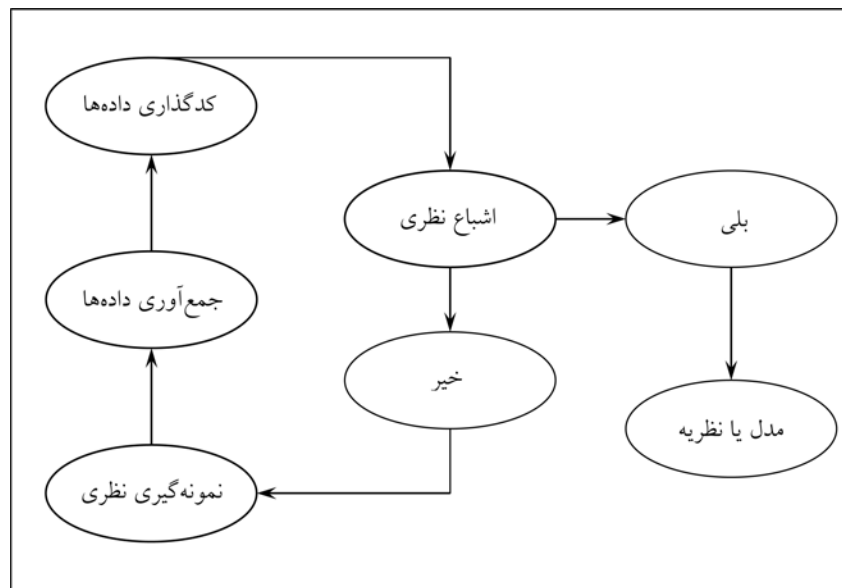 کدگذاری داده‌ها
اشباع نظری
بلی
جمع‌آوری داده‌ها
خیر
مدل یا نظریه
نمونه‌گیری نظری